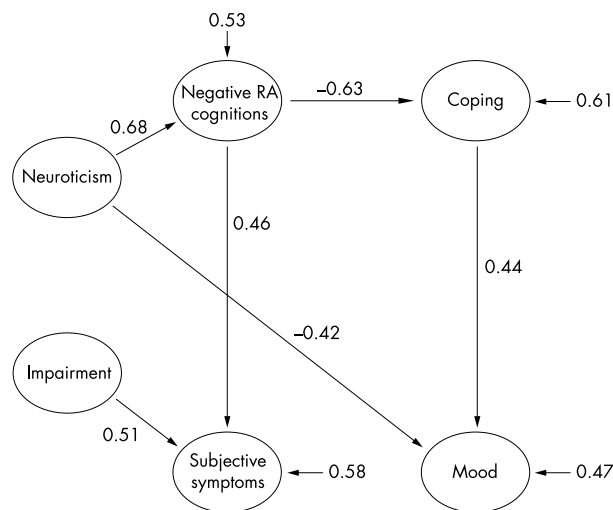 0.53
Negative RA
cognitions
–0.63
Coping
0.61
0.68
Neuroticism
0.46
0.44
–0.42
Impairment
0.51
Subjective
symptoms
0.58
Mood
0.47